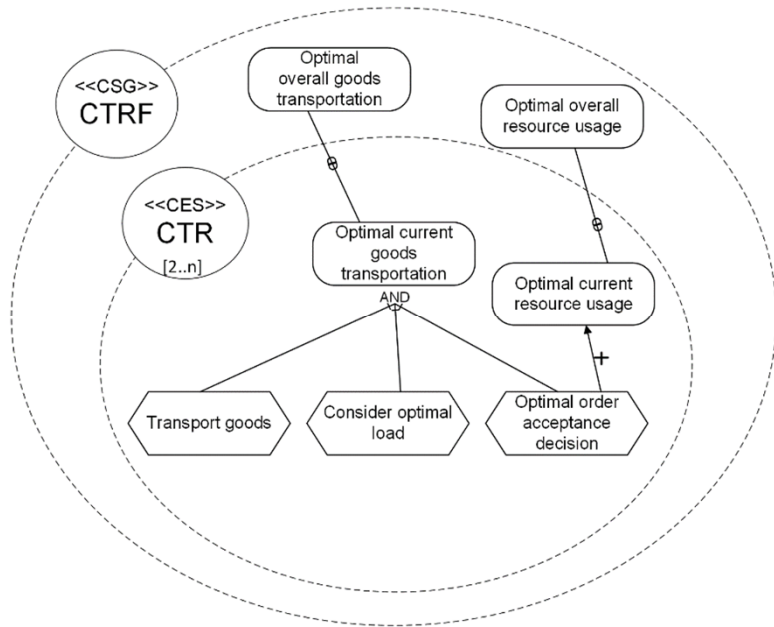 Optimal
overall goods
transportation
<<CSG>>
CTRF
Optimal overall
resource usage
<<CES>>
CTR
[2..n]
Optimal current
goods
transportation
Optimal current
resource usage
AND
Transport goods
Consider optimal
load
Optimal order
acceptance
decision